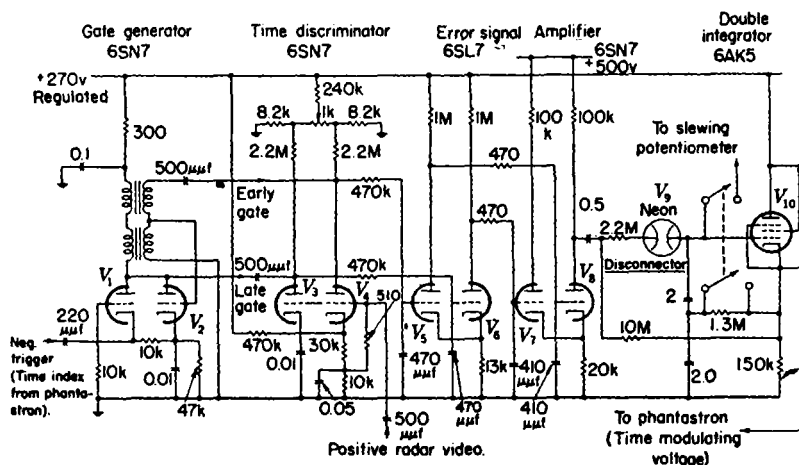 Gate generator
6SN7
Time discriminator
6SN7
Error signal
6SL7
Amplifier
6SN7
500v
Double
integrator
6AK5
+270v
Regulated
300
0.1
500μμf
Early
gate
240k
8.2k
1k
8.2k
2.2M
2.2M
470k
1M
1M
470
470
100
k
100k
0.5
To slewing
potentiometer
V9
Neon
2.2M
Disconnector
V10
V1
V2
500μμf
Late
gate
V3
470k
V4
510
V5
V6
V7
V8
2
1.3M
10M
220
μμf
Neg.
trigger
(Time index
from phanta-
stron).
10k
10k
0.01
47k
470k
0.01
30k
10k
0.05
500
μμf
470
μμf
470
μμf
13k
410
μμf
410
μμf
20k
2.0
150k
Positive radar video.
To phantastron
(Time modulating
voltage)